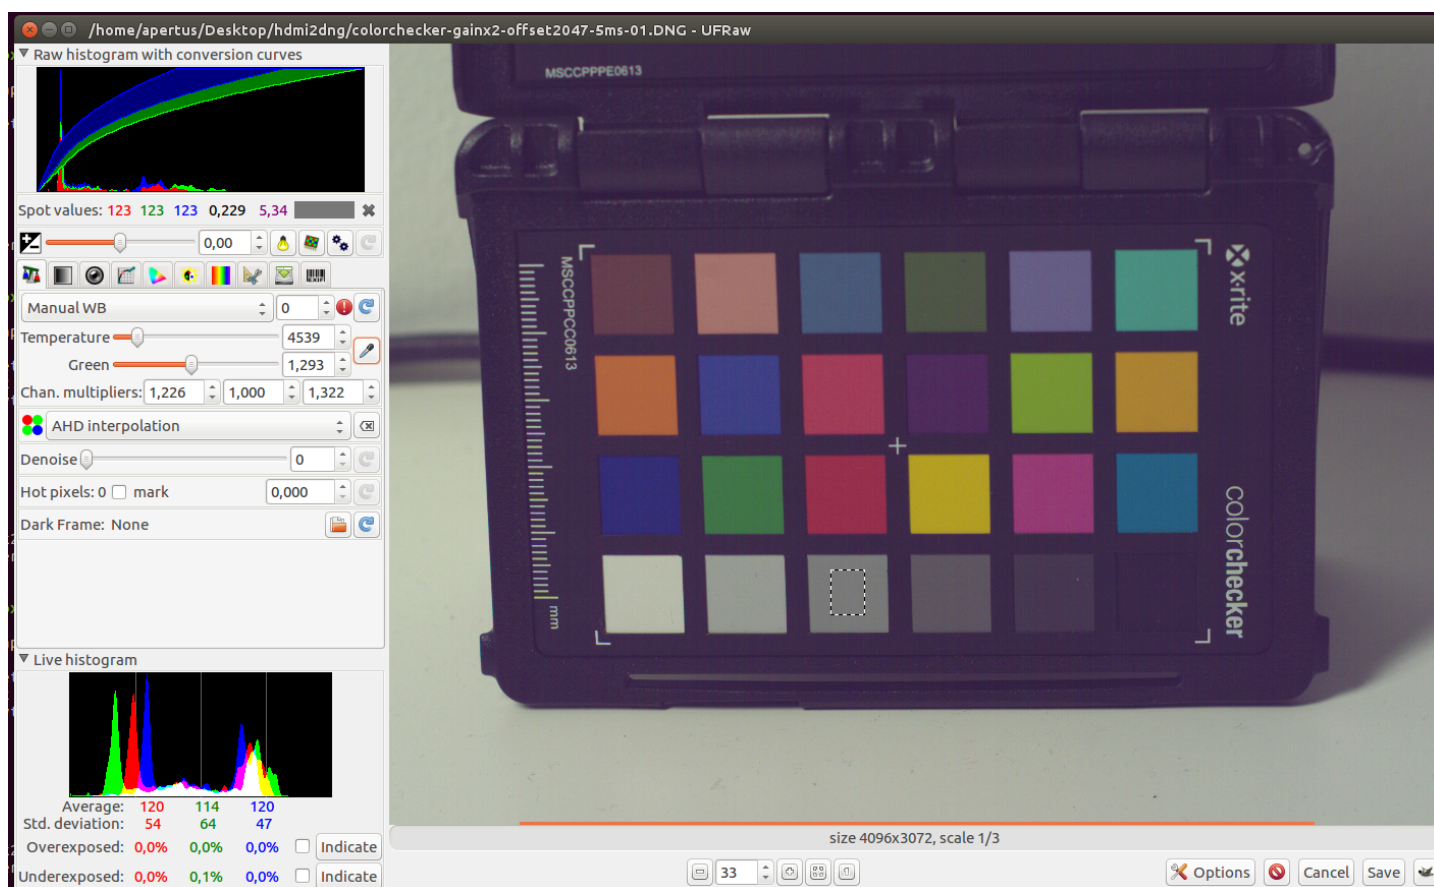 /home/apertus/Desktop/hdmi2dng/colorchecker-gainx2-offset2047-5ms-01.DNG - UFRaw
Raw histogram with conversion curves
Spot values: 123 123 123 0,229 5,34
0,00
Manual WB 0
Temperature 4539
Green 1,293
Chan. multipliers: 1,226 1,000 1,322
AHD interpolation
Denoise 0
Hot pixels: 0 mark 0,000
Dark Frame: None
Live histogram
Average: 120 114 120
Std. deviation: 54 64 47
Overexposed: 0,0% 0,0% 0,0% Indicate
Underexposed: 0,0% 0,1% 0,0% Indicate
MSCCPPPE0613
MSCCPPCC0613
mm
x-rite
colorchecker
size 4096x3072, scale 1/3
33
Options
Cancel
Save